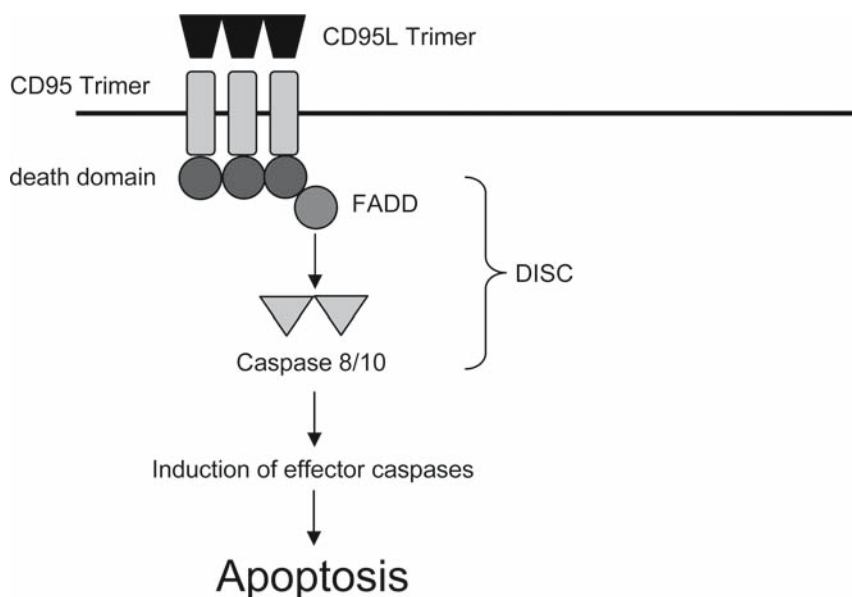 CD95L Trimer
CD95 Trimer
death domain
FADD
DISC
Caspase 8/10
Induction of effector caspases
Apoptosis